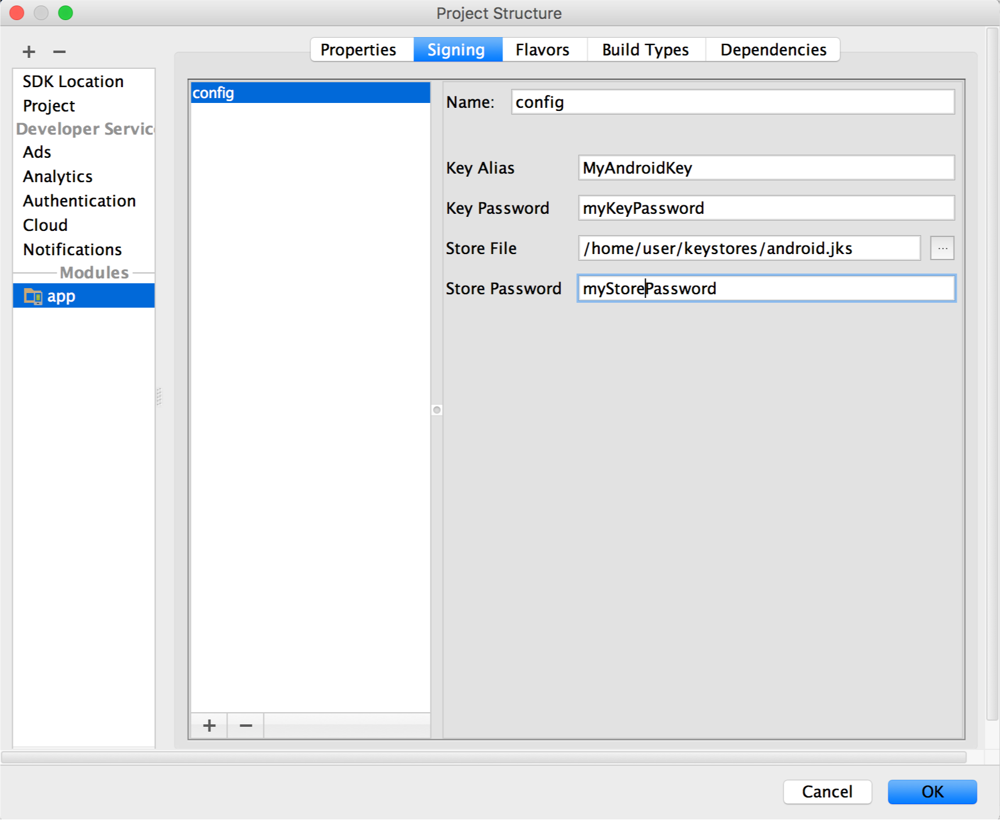 Project Structure
Properties Signing Flavors Build Types Dependencies
SDK Location
Project
Developer Servic
Ads
Analytics
Authentication
Cloud
Notifications
Modules
app
config
Name: config
Key Alias MyAndroidKey
Key Password myKeyPassword
Store File /home/user/keystores/android.jks ...
Store Password myStorePassword
Cancel OK